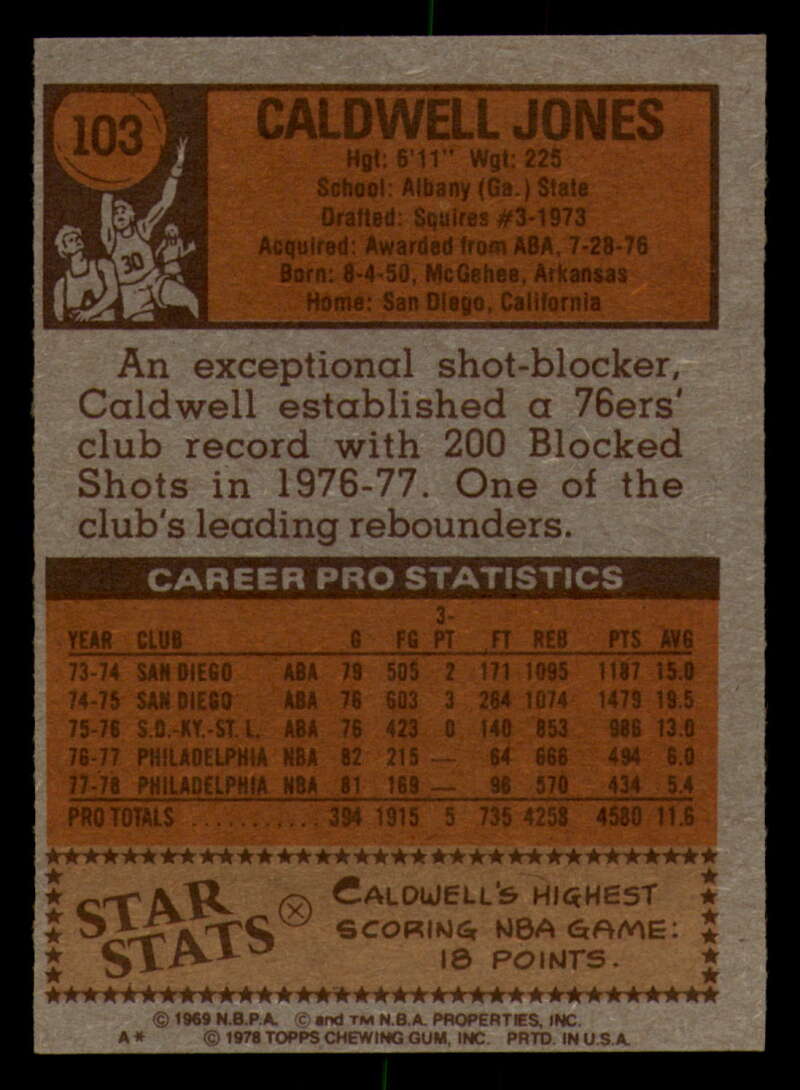 103
CALDWELL JONES
Hgt: 6'11" Wgt: 225
School: Albany (Ga.) State
Drafted: Squires #3-1973
Acquired: Awarded from ABA, 7-28-76
Born: 8-4-50, McGehee, Arkansas
Home: San Diego, California
30
An exceptional shot-blocker,
Caldwell established a 76ers'
club record with 200 Blocked
Shots in 1976-77. One of the
club's leading rebounders.
CAREER PRO STATISTICS
YEAR CLUB G FG 3-PT FT REB PTS AVG
73-74 SAN DIEGO ABA 79 505 2 171 1095 1187 15.0
74-75 SAN DIEGO ABA 76 603 3 264 1074 1479 19.5
75-76 S.D.-KY.-ST. L. ABA 76 423 0 140 853 986 13.0
76-77 PHILADELPHIA NBA 82 215 — 64 666 494 6.0
77-78 PHILADELPHIA NBA 81 169 — 96 570 434 5.4
PRO TOTALS ........... 394 1915 5 735 4258 4580 11.6
STAR STATS
CALDWELL'S HIGHEST
SCORING NBA GAME:
18 POINTS.
© 1969 N.B.P.A. © and TM N.B.A. PROPERTIES, INC.
A* © 1978 TOPPS CHEWING GUM, INC. PRTD. IN U.S.A.